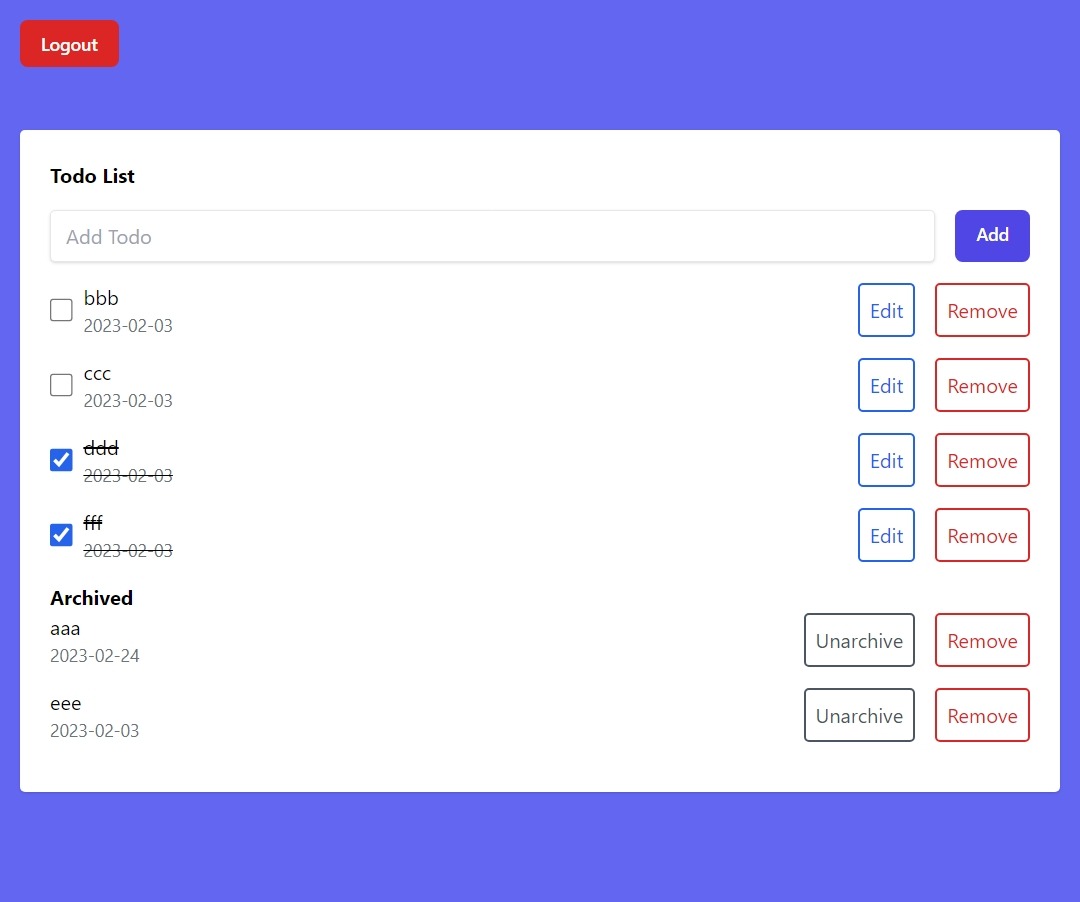 Logout
Todo List
Add Todo
Add
bbb
2023-02-03
Edit
Remove
ccc
2023-02-03
Edit
Remove
ddd
2023-02-03
Edit
Remove
fff
2023-02-03
Edit
Remove
Archived
aaa
2023-02-24
Unarchive
Remove
eee
2023-02-03
Unarchive
Remove